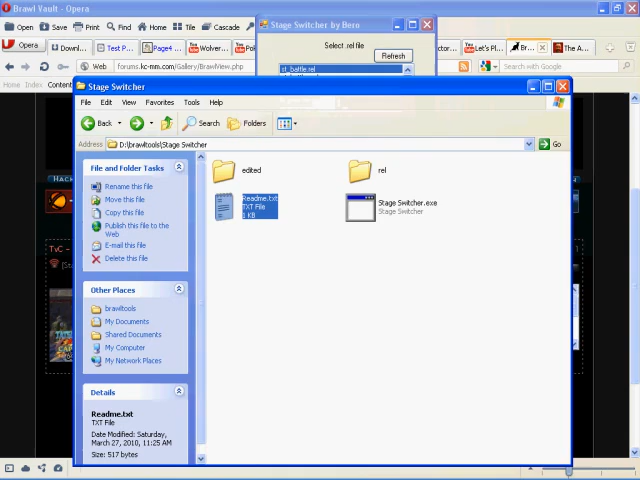 Brawl Vault - Opera
Open Save Print Find Home Tile Cascade
Stage Switcher by Bero
Select .rel file
Refresh
st_battle.rel
Opera Downl... Test P Page4 Wolver... Pok
tor... Let's Pl... Braw... The A
Web forums.kc-mm.com/Gallery/BrawlView.php
Search with Google
Home Index Content
Stage Switcher
File Edit View Favorites Tools Help
Back Search Folders
Address D:\brawltools\Stage Switcher Go
File and Folder Tasks
Rename this file
Move this file
Copy this file
Publish this file to the
Web
E-mail this file
Delete this file
edited
rel
Readme.txt
TXT File
1 KB
Stage Switcher.exe
Stage Switcher
Other Places
brawltools
My Documents
Shared Documents
My Computer
My Network Places
Details
Readme.txt
TXT File
Date Modified: Saturday,
March 27, 2010, 11:25 AM
Size: 517 bytes
TvC -